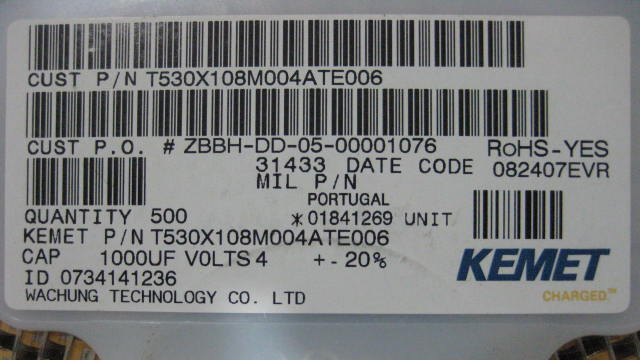 CUST P/N T530X108M004ATE006
CUST P.O. # ZBBH-DD-05-00001076 RoHS-YES
31433 DATE CODE 082407EVR
MIL P/N
PORTUGAL
QUANTITY 500 *01841269 UNIT
KEMET P/N T530X108M004ATE006
CAP 1000UF VOLTS 4 +-20%
KEMET
CHARGED.™
ID 0734141236
WACHUNG TECHNOLOGY CO. LTD